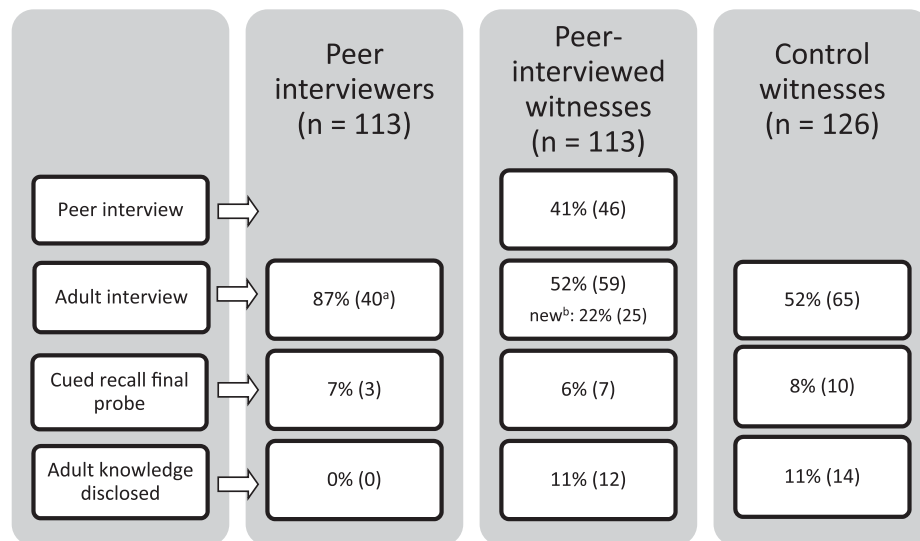 Peer
interviewers
(n = 113)
Peer-
interviewed
witnesses
(n = 113)
Control
witnesses
(n = 126)
Peer interview
41% (46)
Adult interview
87% (40ᵃ)
52% (59)
newᵇ: 22% (25)
52% (65)
Cued recall final
probe
7% (3)
6% (7)
8% (10)
Adult knowledge
disclosed
0% (0)
11% (12)
11% (14)